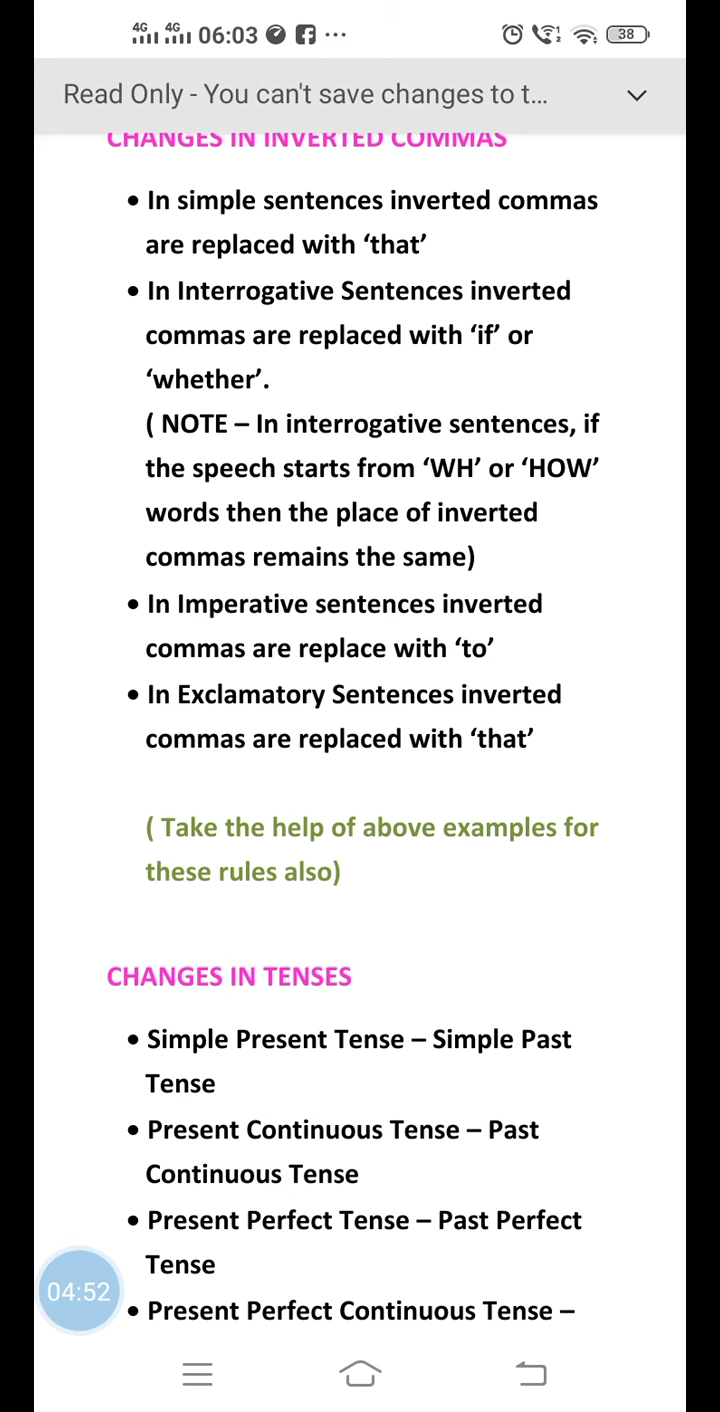 4G 4G 06:03 ... 38
Read Only - You can't save changes to t...
CHANGES IN INVERTED COMMAS
• In simple sentences inverted commas
are replaced with ‘that’
• In Interrogative Sentences inverted
commas are replaced with ‘if’ or
‘whether’.
( NOTE – In interrogative sentences, if
the speech starts from ‘WH’ or ‘HOW’
words then the place of inverted
commas remains the same)
• In Imperative sentences inverted
commas are replace with ‘to’
• In Exclamatory Sentences inverted
commas are replaced with ‘that’
( Take the help of above examples for
these rules also)
CHANGES IN TENSES
• Simple Present Tense – Simple Past
Tense
• Present Continuous Tense – Past
Continuous Tense
• Present Perfect Tense – Past Perfect
Tense
04:52
• Present Perfect Continuous Tense –